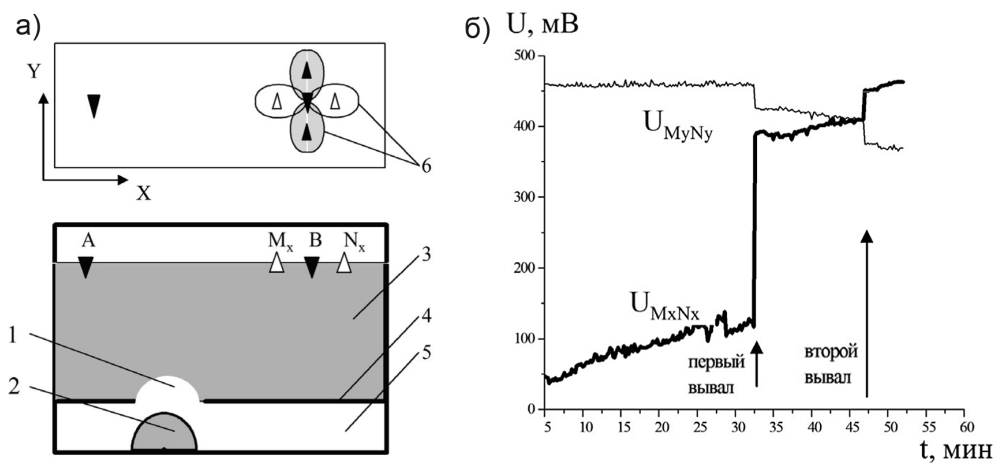 а)
Y
X
6
A
Mx
B
Nx
1
2
3
4
5
б)
U, мВ
500
400
300
200
100
0
UMyNy
UMxNx
первый
вывал
второй
вывал
5 10 15 20 25 30 35 40 45 50 55 60
t, мин